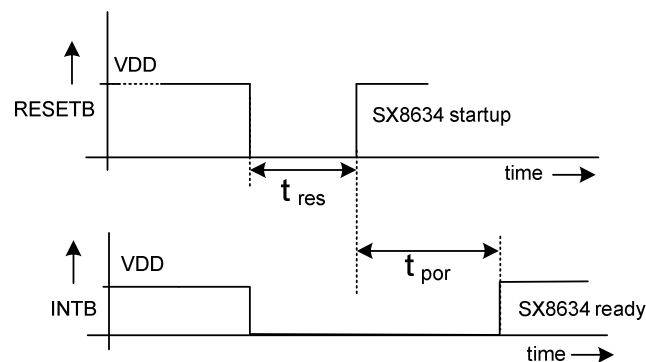 VDD
RESETB
SX8634 startup
time
t res
VDD
t por
INTB
SX8634 ready
time